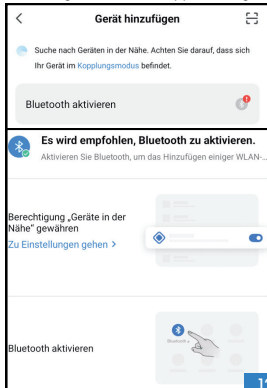 Gerät hinzufügen
Suche nach Geräten in der Nähe. Achten Sie darauf, dass sich
Ihr Gerät im Kopplungsmodus befindet.
Bluetooth aktivieren
Es wird empfohlen, Bluetooth zu aktivieren.
Aktivieren Sie Bluetooth, um das Hinzufügen einiger WLAN-...
Berechtigung „Geräte in der
Nähe“ gewähren
Zu Einstellungen gehen >
Bluetooth aktivieren